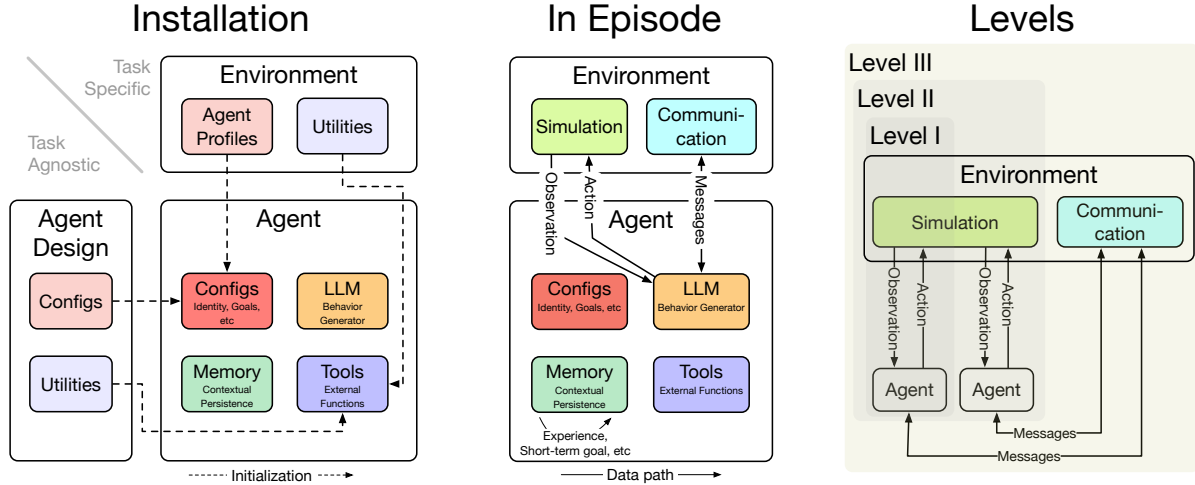 Installation
Task
Specific
Task
Agnostic
Environment
Agent
Profiles
Utilities
Agent
Design
Configs
Utilities
Agent
Configs
Identity, Goals,
etc
LLM
Behavior
Generator
Memory
Contextual
Persistence
Tools
External
Functions
Initialization
In Episode
Environment
Simulation
Communi-
cation
Observation
Action
Messages
Agent
Configs
Identity, Goals, etc
LLM
Behavior Generator
Memory
Contextual
Persistence
Tools
External Functions
Experience,
Short-term goal, etc
Data path
Levels
Level III
Level II
Level I
Environment
Simulation
Communi-
cation
Observation
Action
Observation
Action
Agent
Agent
Messages
Messages